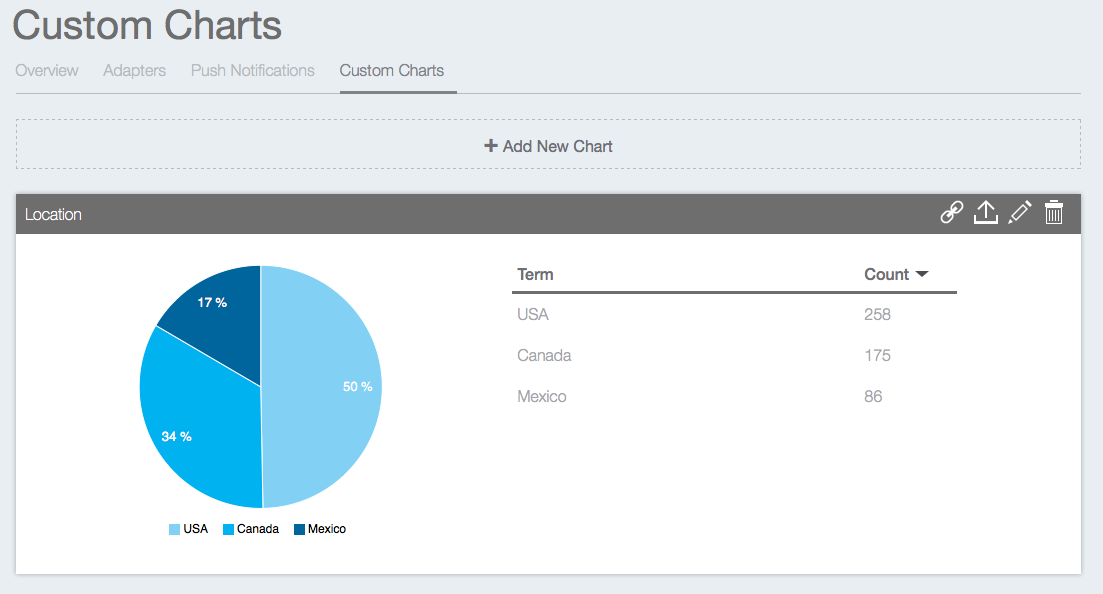 Custom Charts
Overview Adapters Push Notifications Custom Charts
+ Add New Chart
Location
17 %
50 %
34 %
USA Canada Mexico
Term Count
USA 258
Canada 175
Mexico 86